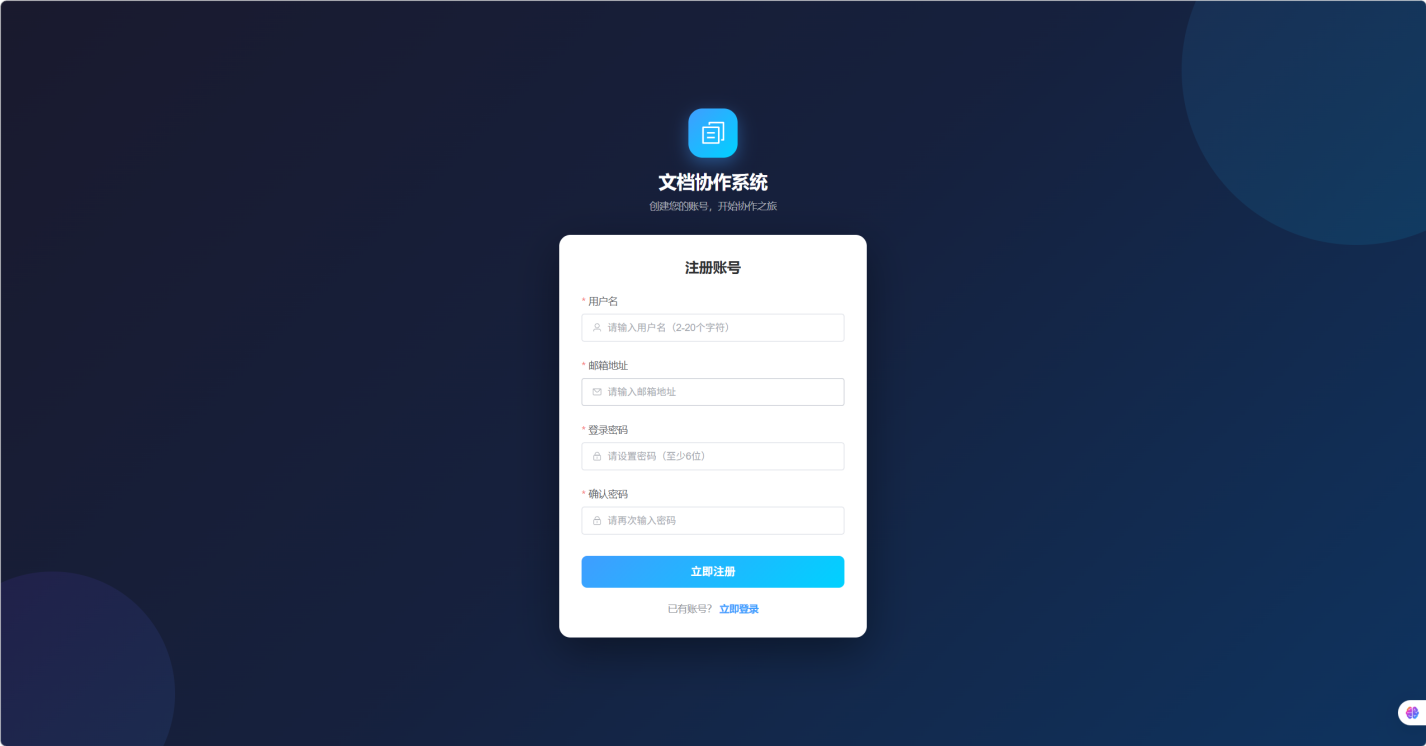 文档协作系统
创建您的账号，开始协作之旅
注册账号
* 用户名
请输入用户名（2-20个字符）
* 邮箱地址
请输入邮箱地址
* 登录密码
请设置密码（至少6位）
* 确认密码
请再次输入密码
立即注册
已有账号？ 立即登录